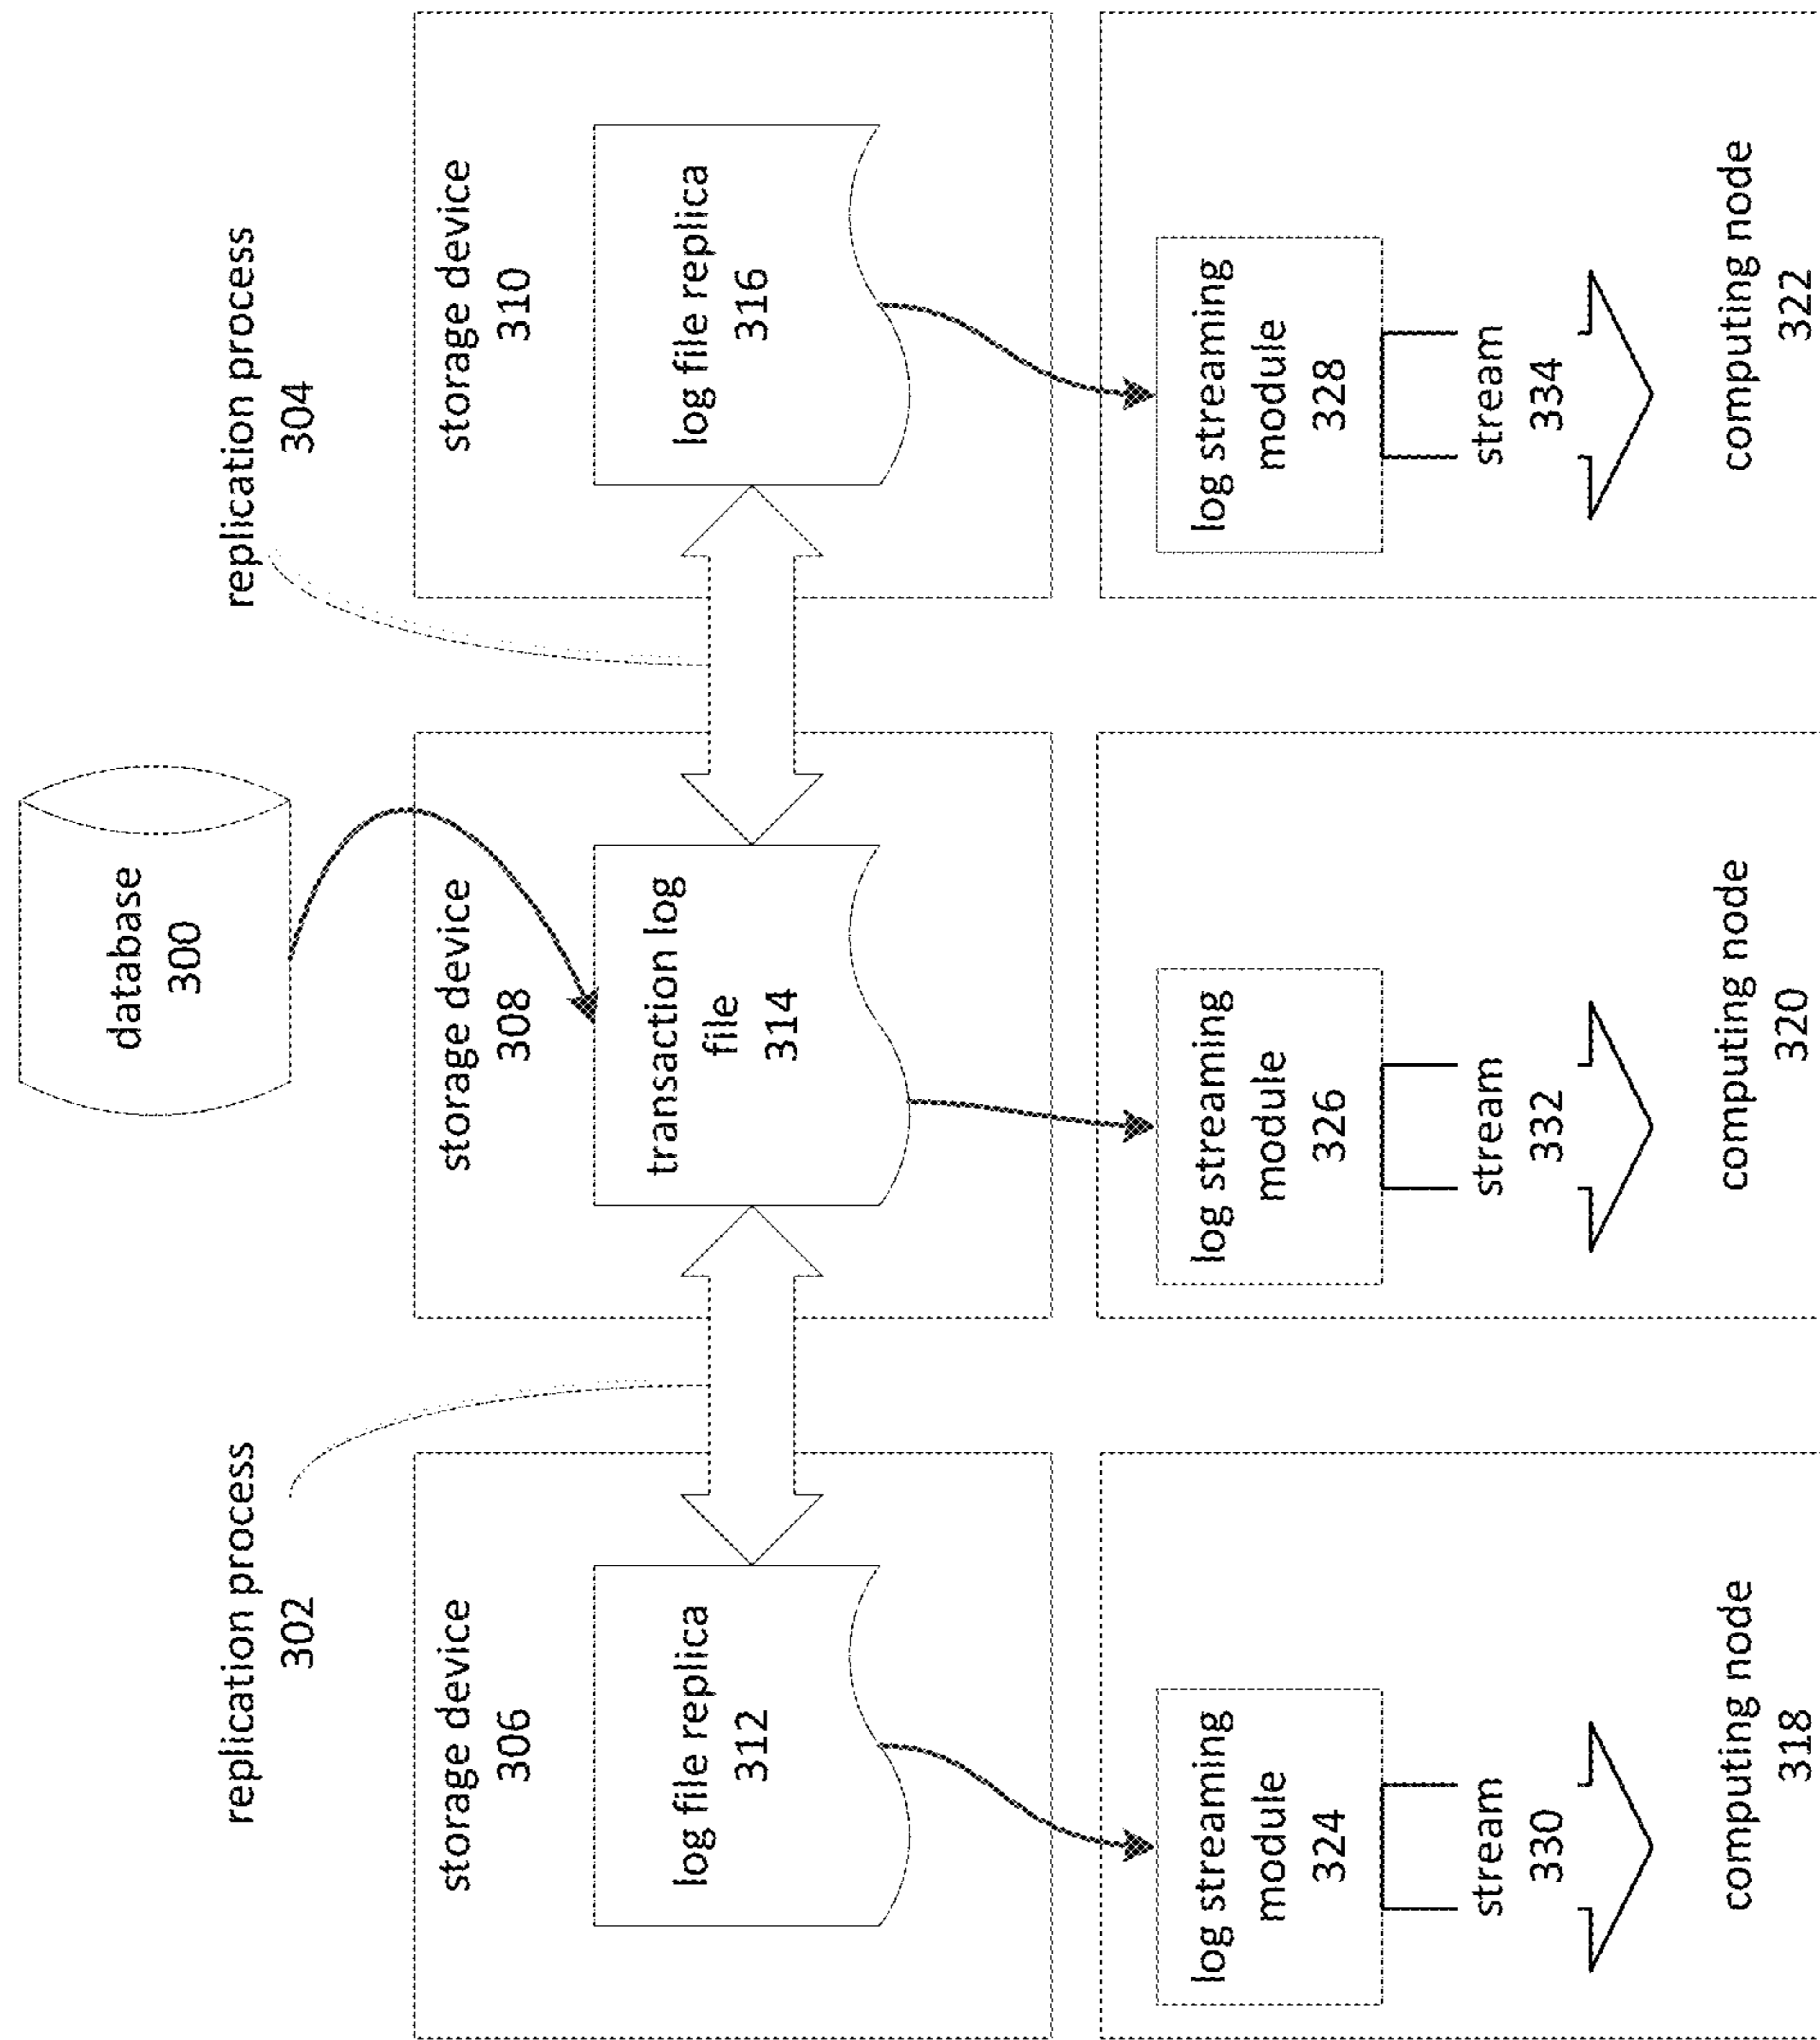 database
300
replication process
302
replication process
304
storage device
306
log file replica
312
storage device
308
transaction log
file
314
storage device
310
log file replica
316
log streaming
module
324
stream
330
computing node
318
log streaming
module
326
stream
332
computing node
320
log streaming
module
328
stream
334
computing node
322